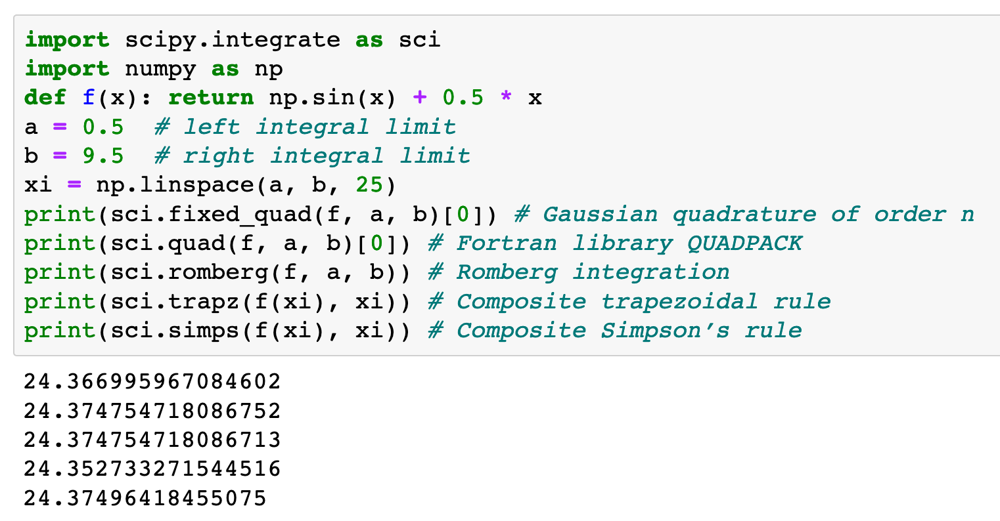 import scipy.integrate as sci
import numpy as np
def f(x): return np.sin(x) + 0.5 * x
a = 0.5  # left integral limit
b = 9.5  # right integral limit
xi = np.linspace(a, b, 25)
print(sci.fixed_quad(f, a, b)[0]) # Gaussian quadrature of order n
print(sci.quad(f, a, b)[0]) # Fortran library QUADPACK
print(sci.romberg(f, a, b)) # Romberg integration
print(sci.trapz(f(xi), xi)) # Composite trapezoidal rule
print(sci.simps(f(xi), xi)) # Composite Simpson’s rule
24.366995967084602
24.374754718086752
24.374754718086713
24.352733271544516
24.37496418455075